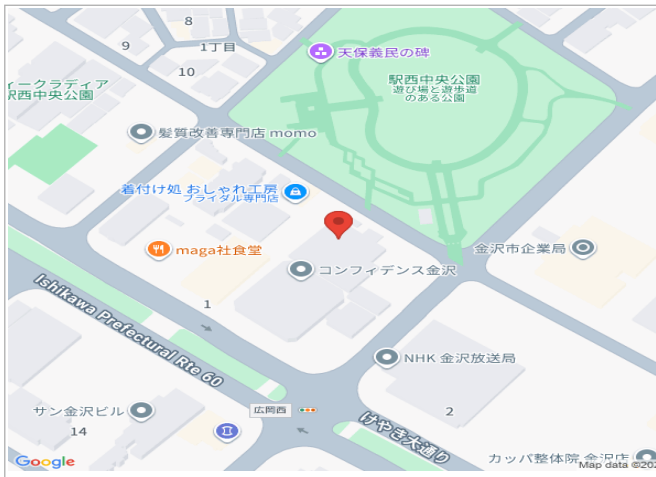 8
9
1丁目
10
天保義民の碑
ィークラディア
駅西中央公園
駅西中央公園
遊び場と遊歩道
のある公園
髪質改善専門店 momo
着付け処 おしゃれ工房
ブライダル専門店
maga社食堂
金沢市企業局
コンフィデンス金沢
1
Ishikawa Prefectural Rte 60
NHK 金沢放送局
サン金沢ビル
広岡西
2
14
けやき大通り
カッパ整体院 金沢店
Google
Map data ©202